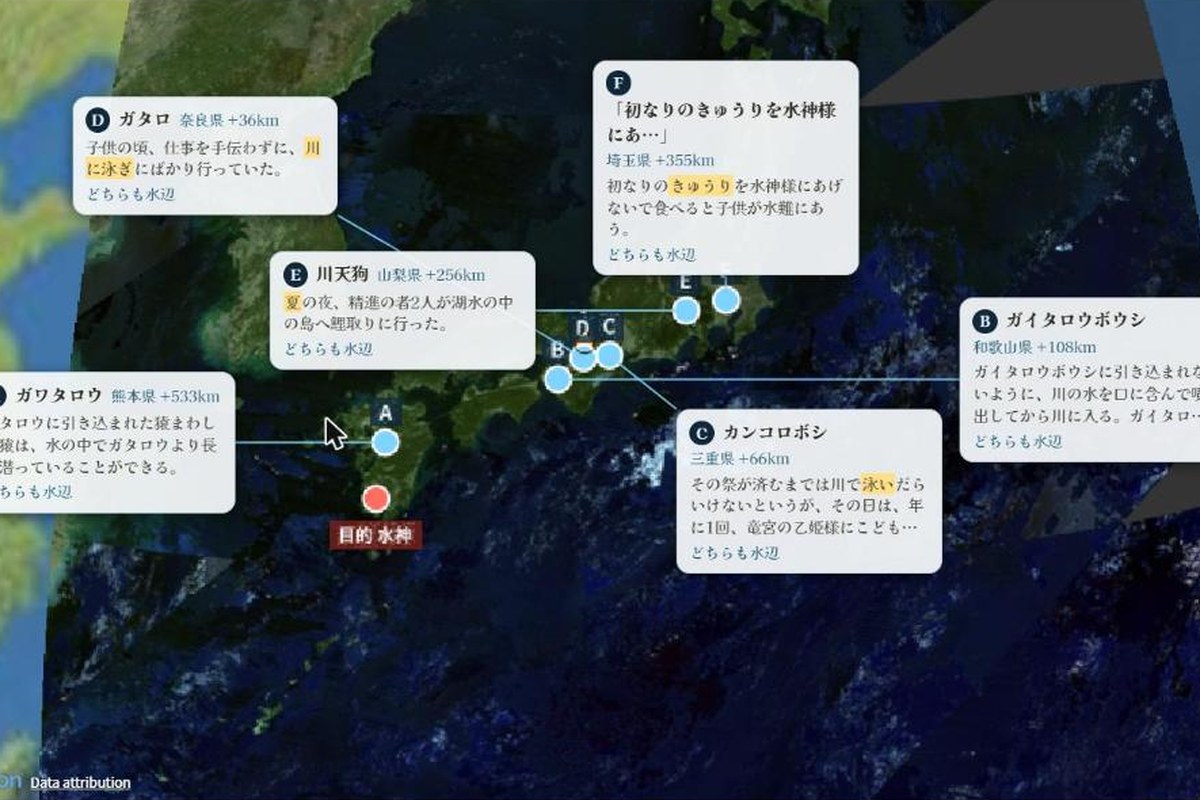 D ガタロ 奈良県 +36km
子供の頃、仕事を手伝わずに、川
に泳ぎにばかり行っていた。
どちらも水辺
F
「初なりのきゅうりを水神様
にあ…」
埼玉県 +355km
初なりのきゅうりを水神様にあげ
ないで食べると子供が水難にあ
う。
どちらも水辺
E 川天狗 山梨県 +256km
夏の夜、精進の者2人が湖水の中
の島へ鯉取りに行った。
どちらも水辺
E
D C
B
B ガイタロウボウシ
和歌山県 +108km
ガイタロウボウシに引き込まれな
いように、川の水を口に含んで
出してから川に入る。ガイタロ…
どちらも水辺
ガワタロウ 熊本県 +533km
タロウに引き込まれた猿まわし
猿は、水の中でガタロウより長
潜っていることができる。
ちらも水辺
A
目的 水神
C カンコロボシ
三重県 +66km
その祭が済むまでは川で泳いだら
いけないというが、その日は、年
に1回、竜宮の乙姫様にこども…
どちらも水辺
on Data attribution